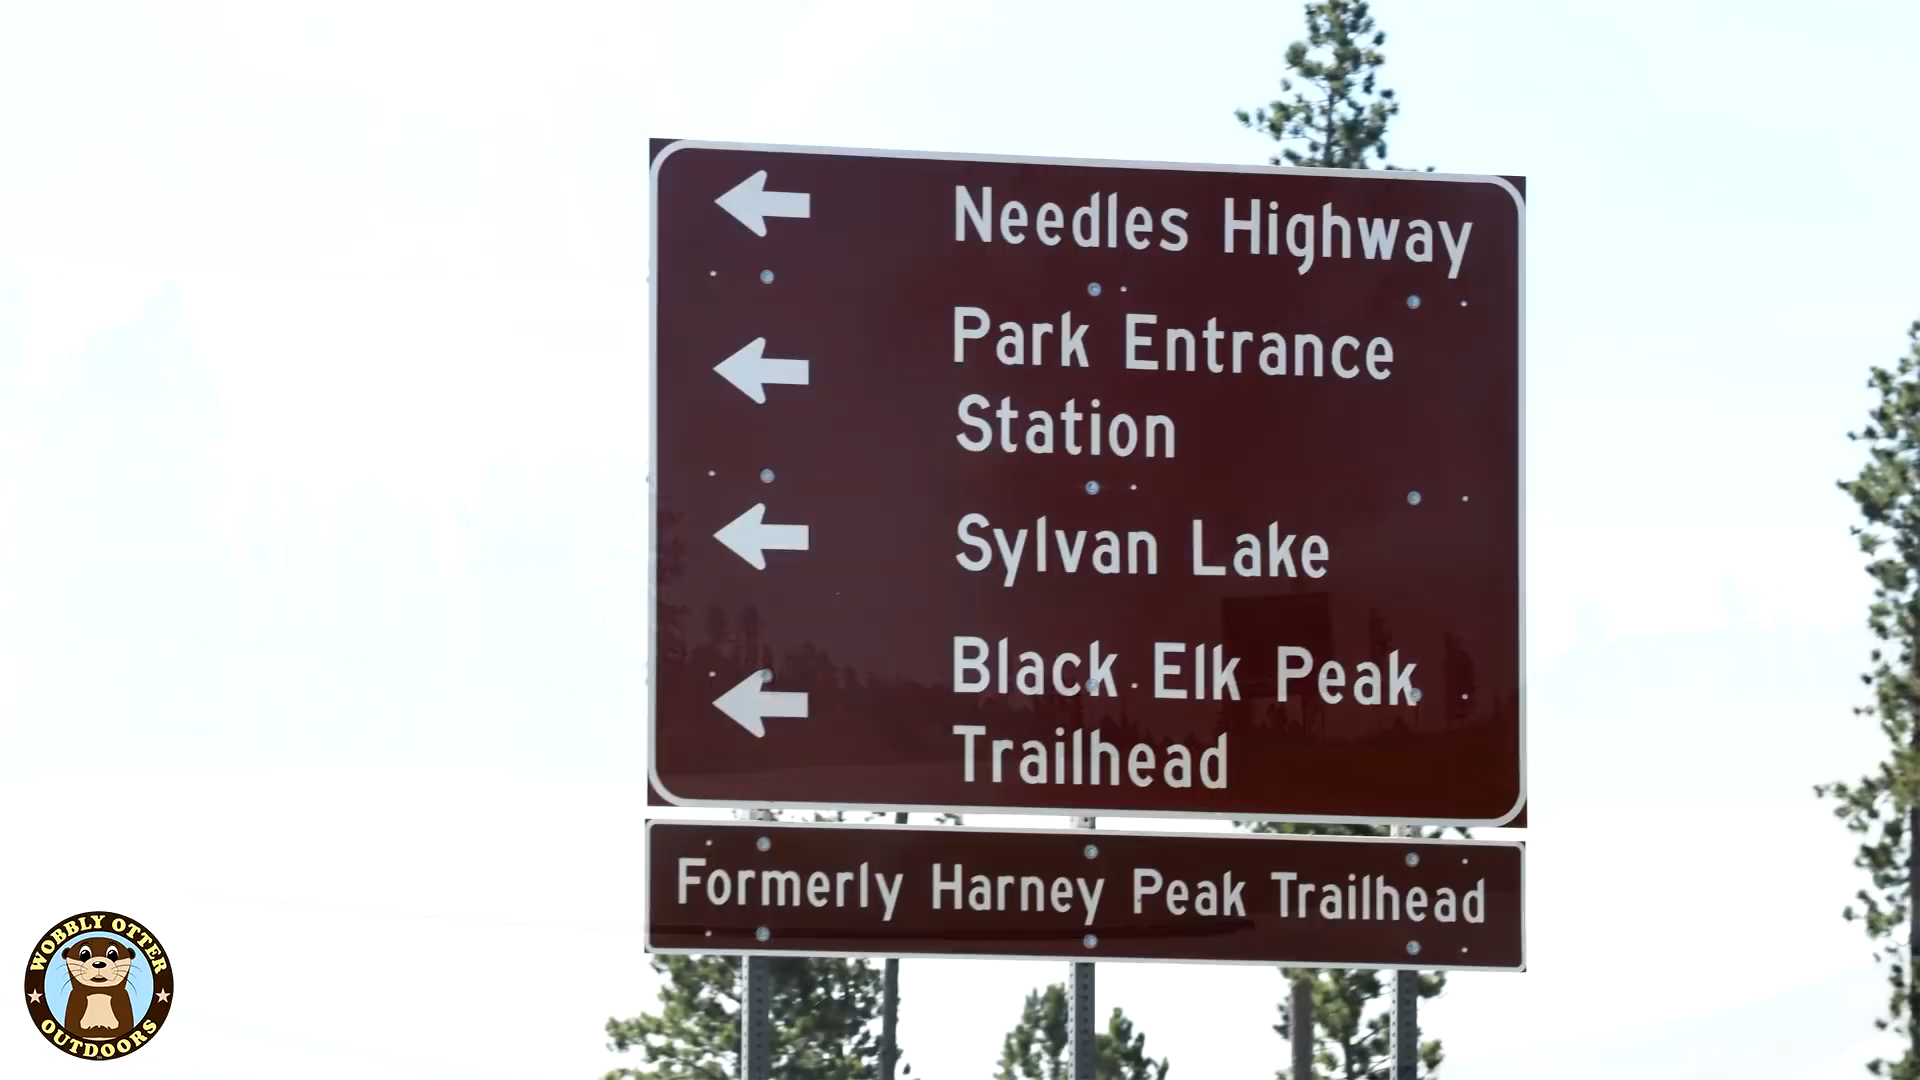 Needles Highway
Park Entrance
Station
Sylvan Lake
Black Elk Peak
Trailhead
Formerly Harney Peak Trailhead
WOBBLY OTTER
OUTDOORS